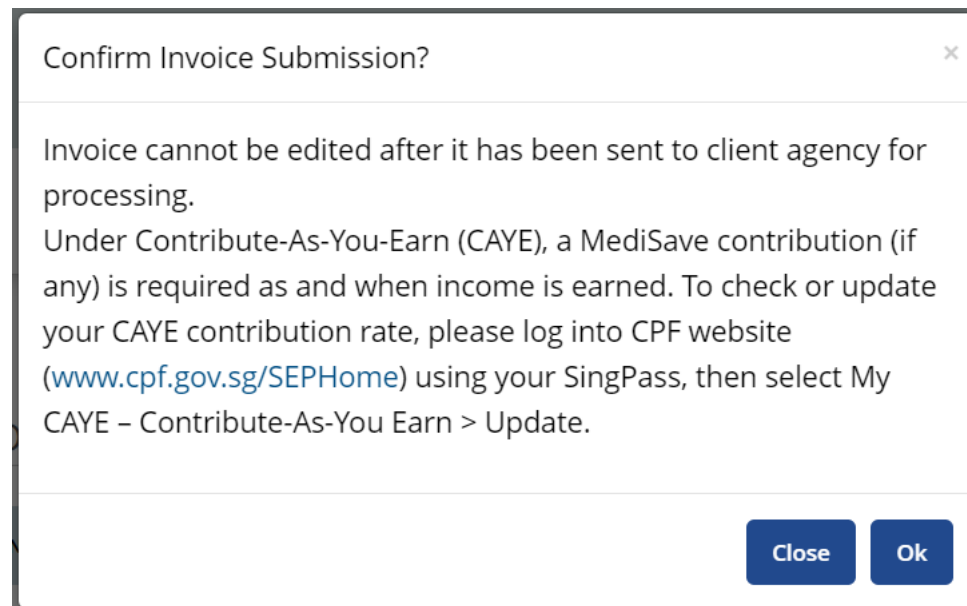 Confirm Invoice Submission?
×
Invoice cannot be edited after it has been sent to client agency for
processing.
Under Contribute-As-You-Earn (CAYE), a MediSave contribution (if
any) is required as and when income is earned. To check or update
your CAYE contribution rate, please log into CPF website
(www.cpf.gov.sg/SEPHome) using your SingPass, then select My
CAYE – Contribute-As-You Earn > Update.
Close
Ok